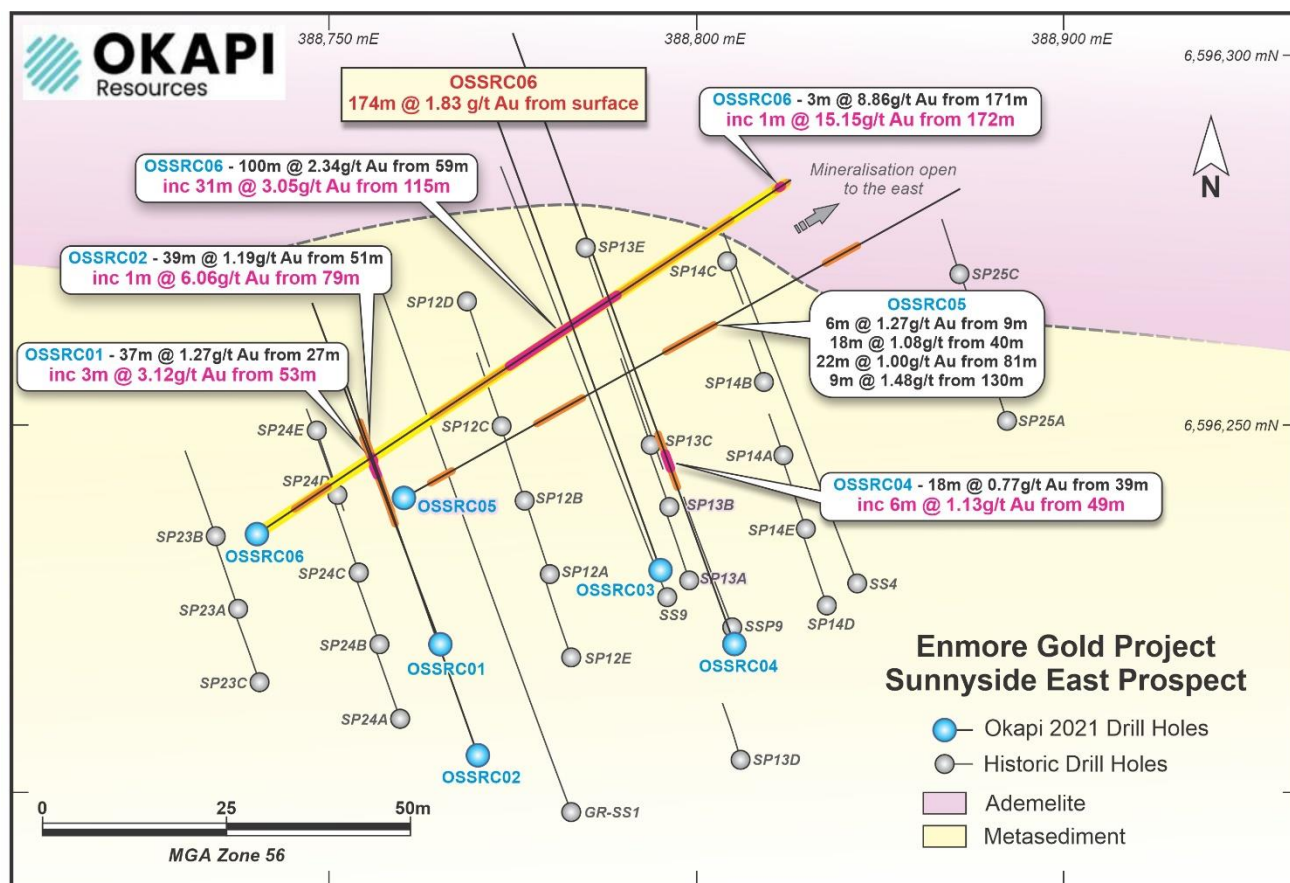 OKAPI
Resources
388,750 mE
388,800 mE
388,900 mE
6,596,300 mN
OSSRC06
174m @ 1.83 g/t Au from surface
OSSRC06 - 3m @ 8.86g/t Au from 171m
inc 1m @ 15.15g/t Au from 172m
OSSRC06 - 100m @ 2.34g/t Au from 59m
inc 31m @ 3.05g/t Au from 115m
Mineralisation open
to the east
N
OSSRC02 - 39m @ 1.19g/t Au from 51m
inc 1m @ 6.06g/t Au from 79m
SP13E
SP14C
SP25C
SP12D
OSSRC05
6m @ 1.27g/t Au from 9m
18m @ 1.08g/t from 40m
22m @ 1.00g/t Au from 81m
9m @ 1.48g/t from 130m
OSSRC01 - 37m @ 1.27g/t Au from 27m
inc 3m @ 3.12g/t Au from 53m
SP14B
SP25A
6,596,250 mN
SP24E
SP12C
SP13C
SP14A
SP24D
OSSRC05
SP12B
SP13B
OSSRC04 - 18m @ 0.77g/t Au from 39m
inc 6m @ 1.13g/t Au from 49m
SP23B
OSSRC06
SP14E
SP24C
SP12A
OSSRC03
SP13A
SS4
SP23A
SS9
SSP9
SP14D
SP24B
OSSRC01
SP12E
OSSRC04
SP23C
SP24A
OSSRC02
SP13D
GR-SS1
Enmore Gold Project
Sunnyside East Prospect
Okapi 2021 Drill Holes
Historic Drill Holes
Ademelite
Metasediment
0
25
50m
MGA Zone 56